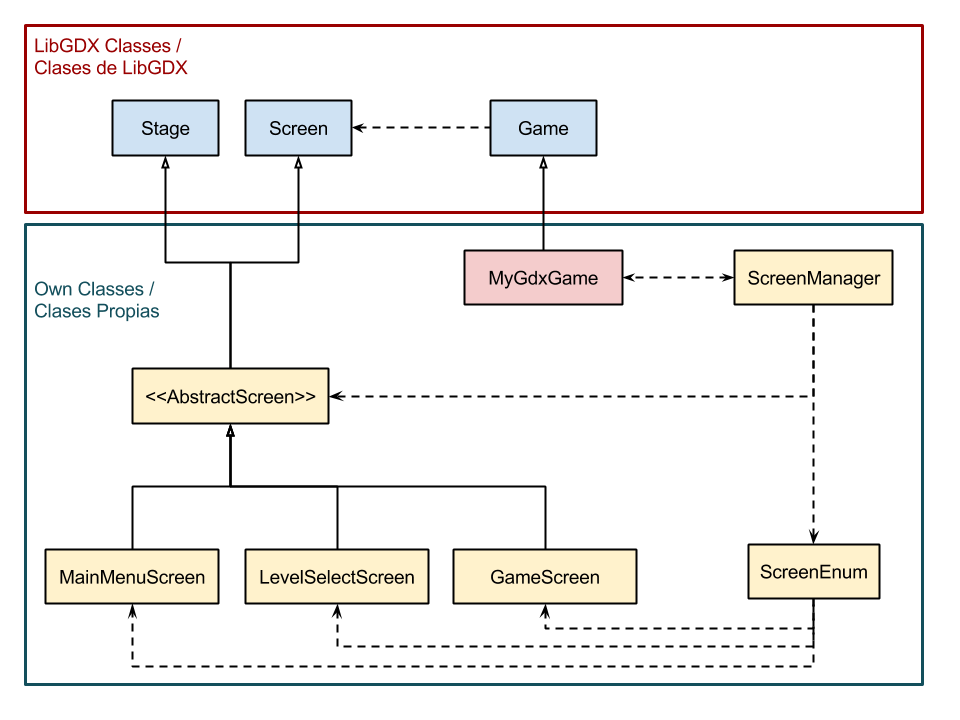 LibGDX Classes /
Clases de LibGDX
Stage
Screen
Game
Own Classes /
Clases Propias
MyGdxGame
ScreenManager
<<AbstractScreen>>
MainMenuScreen
LevelSelectScreen
GameScreen
ScreenEnum